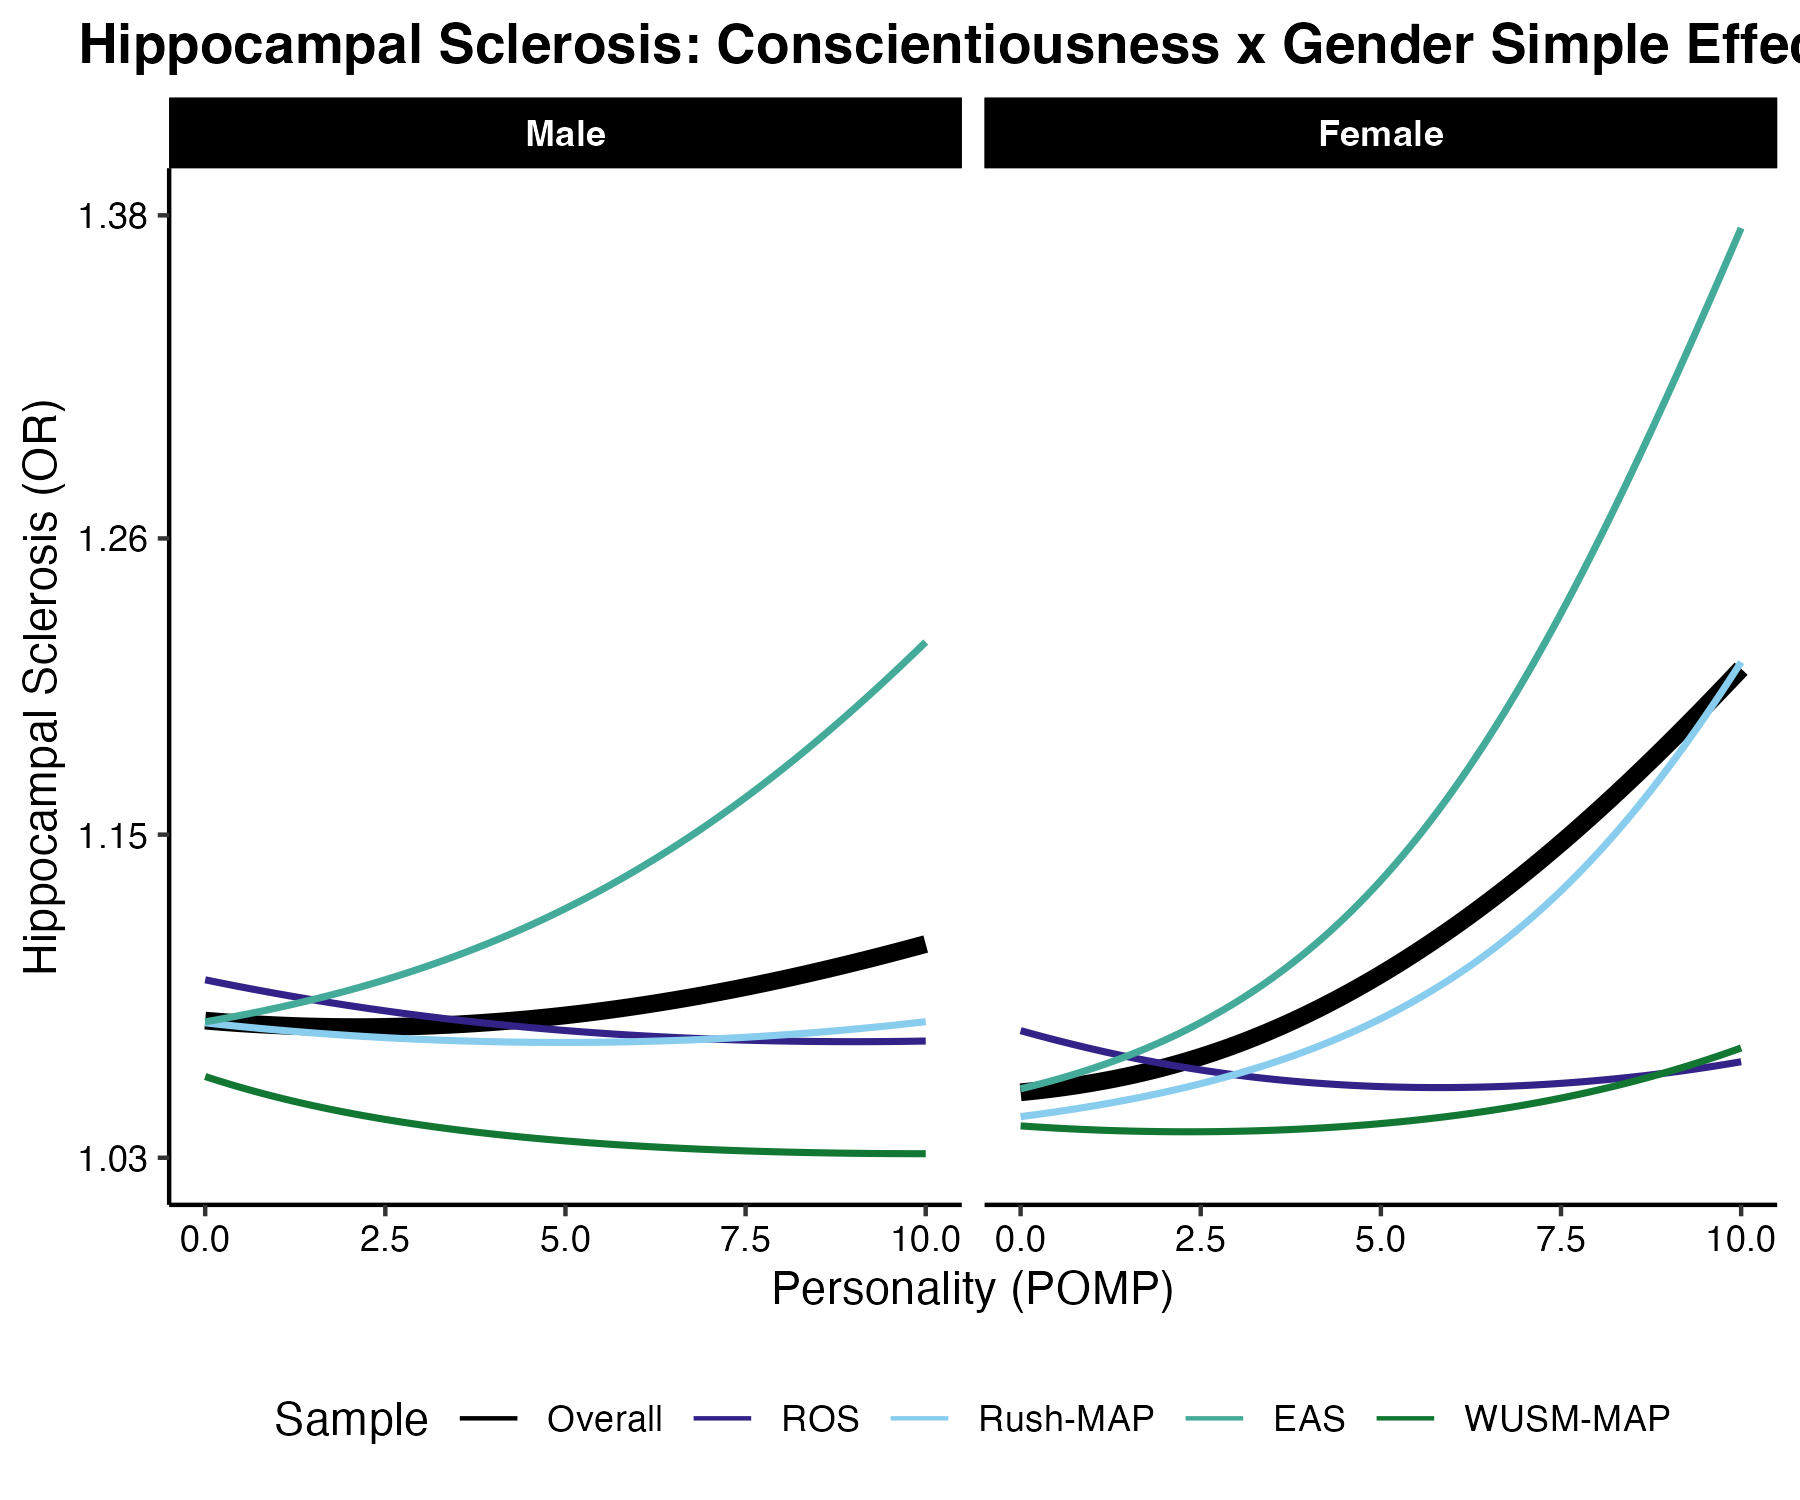 Hippocampal Sclerosis: Conscientiousness x Gender Simple Effec
Male
Female
Hippocampal Sclerosis (OR)
1.38
1.26
1.15
1.03
0.0 2.5 5.0 7.5 10.0
0.0 2.5 5.0 7.5 10.0
Personality (POMP)
Sample Overall ROS Rush-MAP EAS WUSM-MAP